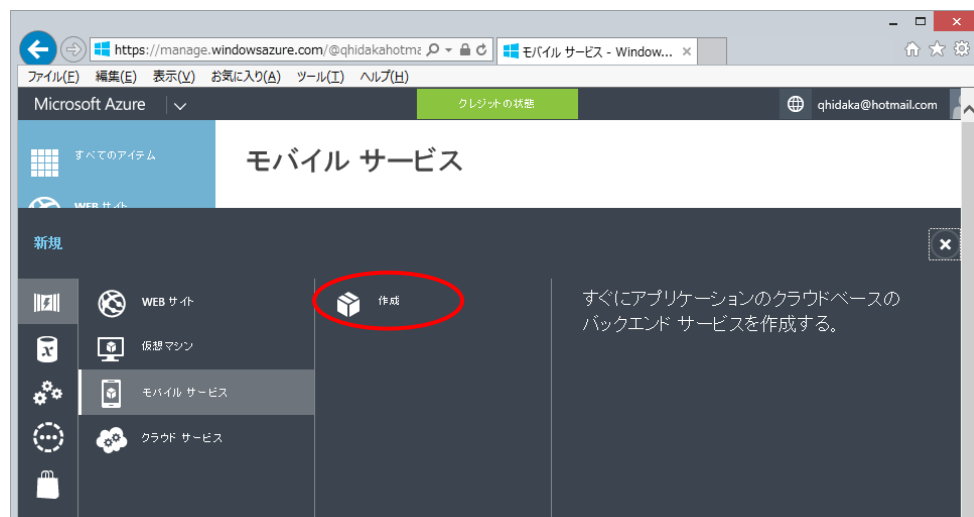 https://manage.windowsazure.com/@qhidakahotma
モバイル サービス - Window...
ファイル(F) 編集(E) 表示(V) お気に入り(A) ツール(T) ヘルプ(H)
Microsoft Azure
クレジットの状態
qhidaka@hotmail.com
すべてのアイテム
モバイル サービス
WEB サイト
新規
WEB サイト
作成
すぐにアプリケーションのクラウドベースの
バックエンド サービスを作成する。
仮想マシン
モバイル サービス
クラウド サービス